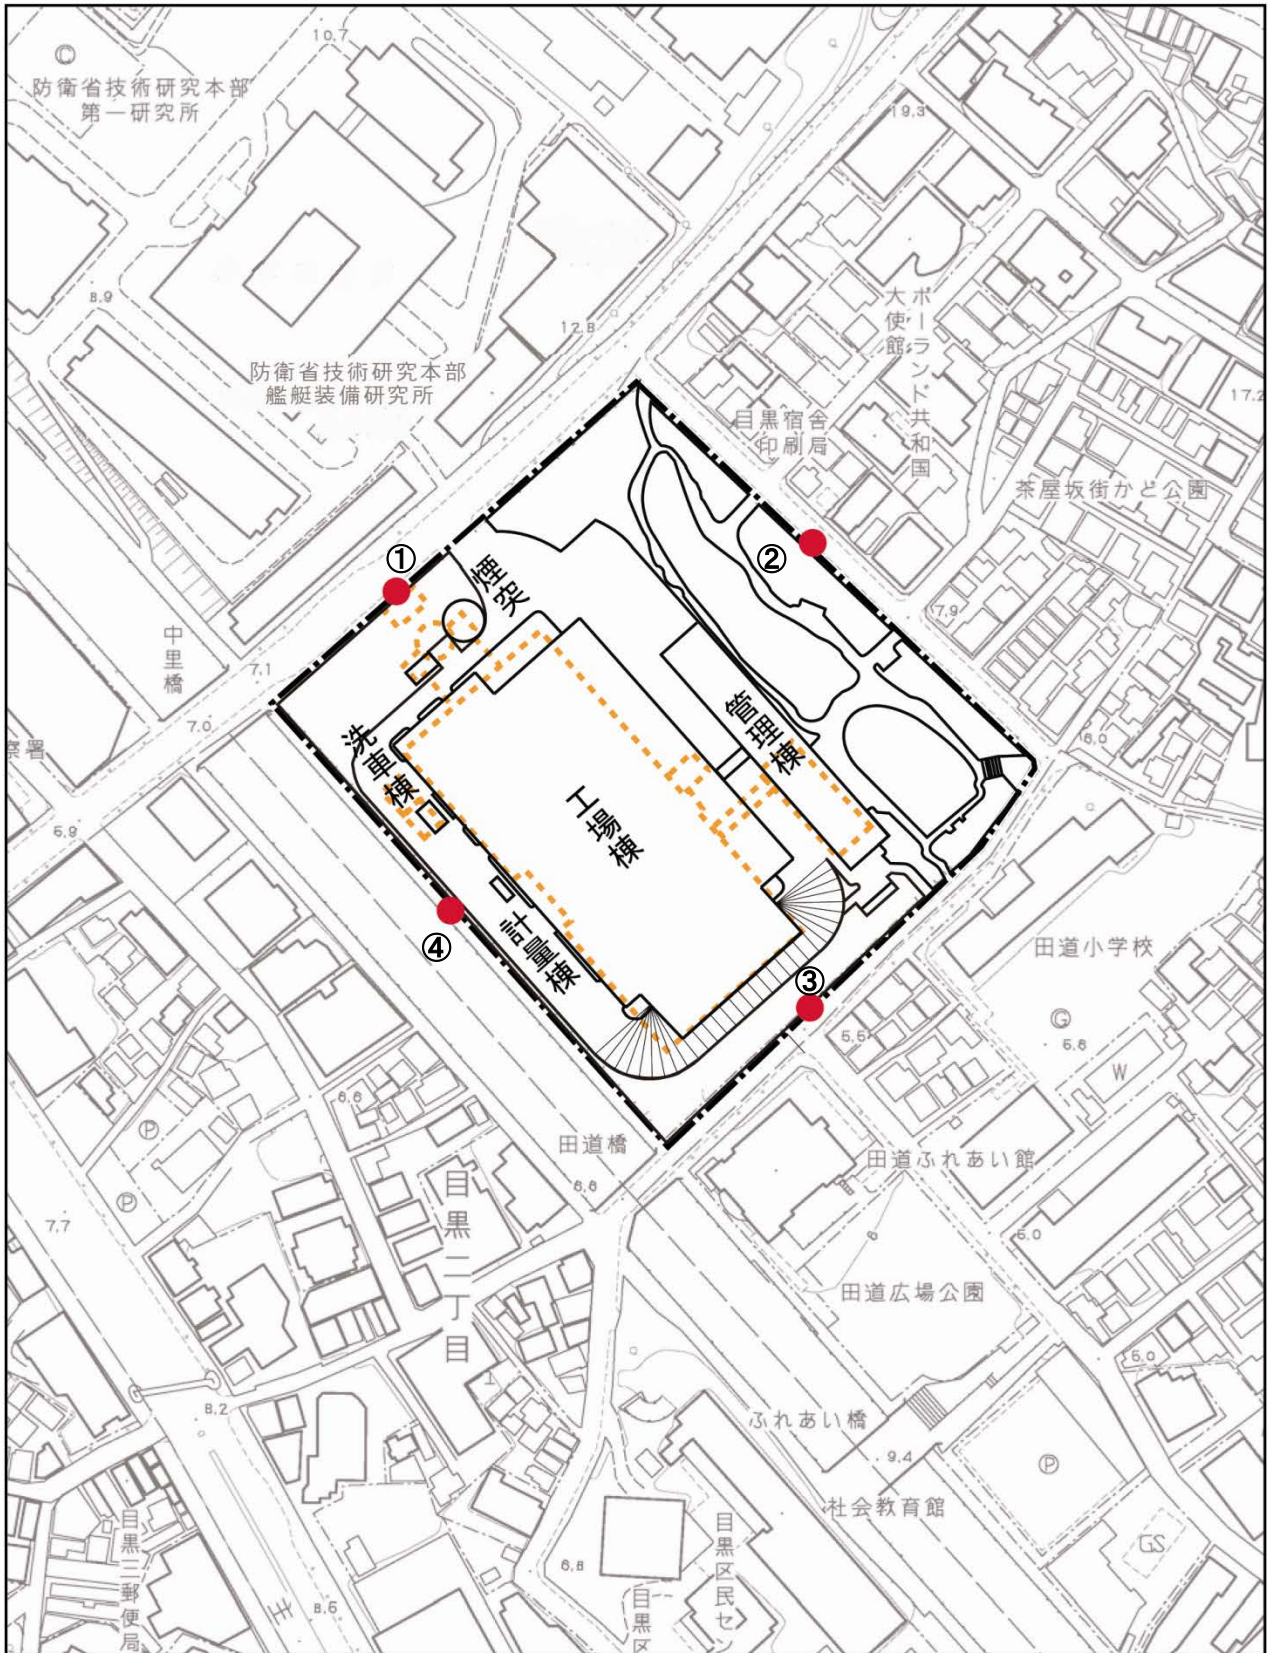 10.7
Ⓒ
防衛省技術研究本部
第一研究所
19.3
8.9
12.8
ポーランド共和国
大使館
防衛省技術研究本部
艦艇装備研究所
17.2
目黒宿舎
印刷局
茶屋坂街かど公園
①
②
煙突
7.9
中里橋
7.1
7.0
管理棟
6.0
察署
洗車棟
工場棟
6.9
④
計量棟
田道小学校
③
5.5
Ⓖ
5.8
W
6.6
Ⓟ
田道橋
田道ふれあい館
6.6
目黒二丁目
Ⓟ
7.7
6.0
田道広場公園
5.0
8.2
ふれあい橋
9.4
Ⓟ
社会教育館
目黒二郵便局
目黒区民セン
GS
6.8
目黒区
8.5